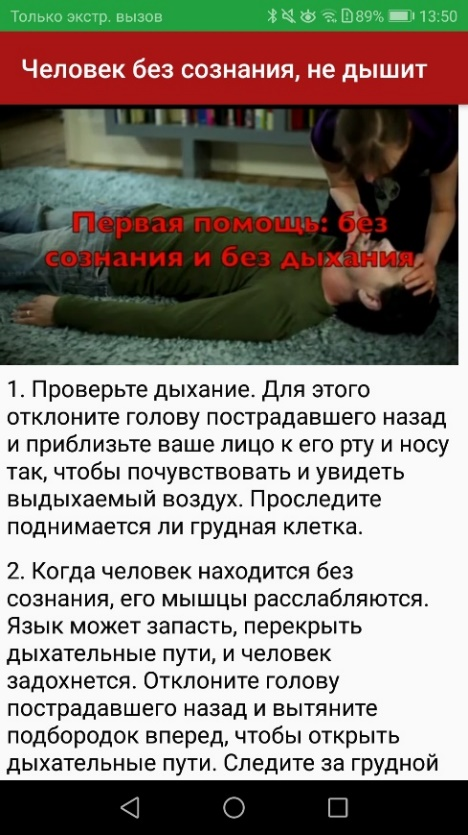 Только экстр. вызов
89% 13:50
Человек без сознания, не дышит
Первая помощь: без
сознания и без дыхания
1. Проверьте дыхание. Для этого
отклоните голову пострадавшего назад
и приблизьте ваше лицо к его рту и носу
так, чтобы почувствовать и увидеть
выдыхаемый воздух. Проследите
поднимается ли грудная клетка.
2. Когда человек находится без
сознания, его мышцы расслабляются.
Язык может запасть, перекрыть
дыхательные пути, и человек
задохнется. Отклоните голову
пострадавшего назад и вытяните
подбородок вперед, чтобы открыть
дыхательные пути. Следите за грудной